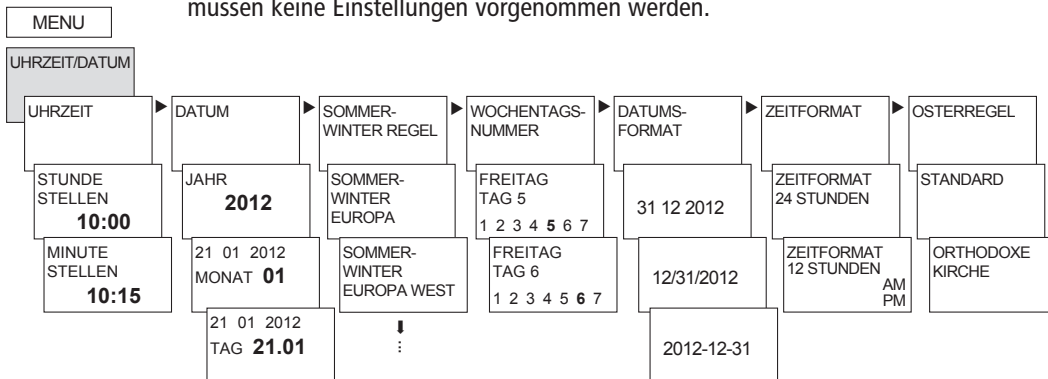 müssen keine Einstellungen vorgenommen werden.
MENU
UHRZEIT/DATUM
UHRZEIT
STUNDE
STELLEN
10:00
MINUTE
STELLEN
10:15
DATUM
JAHR
2012
21 01 2012
MONAT 01
21 01 2012
TAG 21.01
SOMMER-
WINTER REGEL
SOMMER-
WINTER
EUROPA
SOMMER-
WINTER
EUROPA WEST
WOCHENTAGS-
NUMMER
FREITAG
TAG 5
1 2 3 4 5 6 7
FREITAG
TAG 6
1 2 3 4 5 6 7
DATUMS-
FORMAT
31 12 2012
12/31/2012
2012-12-31
ZEITFORMAT
ZEITFORMAT
24 STUNDEN
ZEITFORMAT
12 STUNDEN
AM
PM
OSTERREGEL
STANDARD
ORTHODOXE
KIRCHE